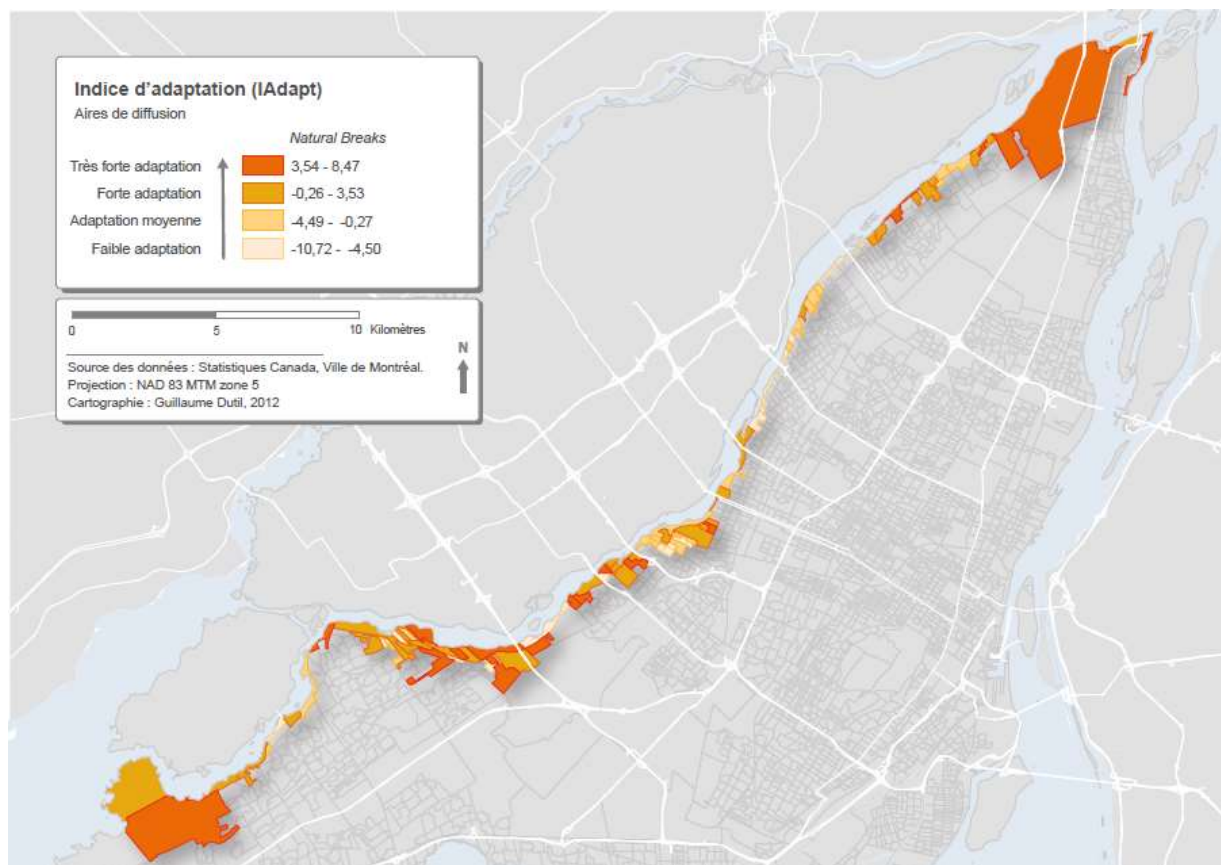 Indice d'adaptation (IAdapt)
Aires de diffusion
Natural Breaks
Très forte adaptation 3,54 - 8,47
Forte adaptation -0,26 - 3,53
Adaptation moyenne -4,49 - -0,27
Faible adaptation -10,72 - -4,50
0 5 10 Kilomètres
N
Source des données : Statistiques Canada, Ville de Montréal.
Projection : NAD 83 MTM zone 5
Cartographie : Guillaume Dutil, 2012